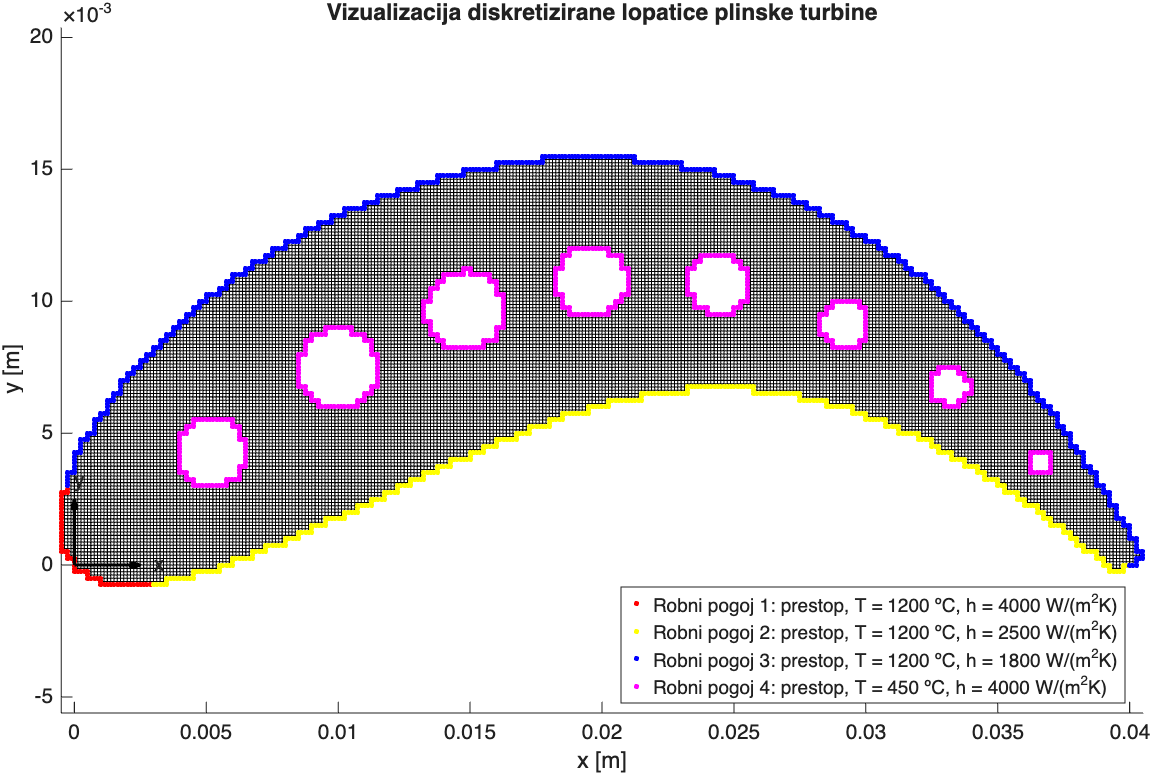 Vizualizacija diskretizirane lopatice plinske turbine
×10⁻³
20
15
10
5
0
-5
y [m]
Y
X
0 0.005 0.01 0.015 0.02 0.025 0.03 0.035 0.04
x [m]
Robni pogoj 1: prestop, T = 1200 ºC, h = 4000 W/(m²K)
Robni pogoj 2: prestop, T = 1200 ºC, h = 2500 W/(m²K)
Robni pogoj 3: prestop, T = 1200 ºC, h = 1800 W/(m²K)
Robni pogoj 4: prestop, T = 450 ºC, h = 4000 W/(m²K)